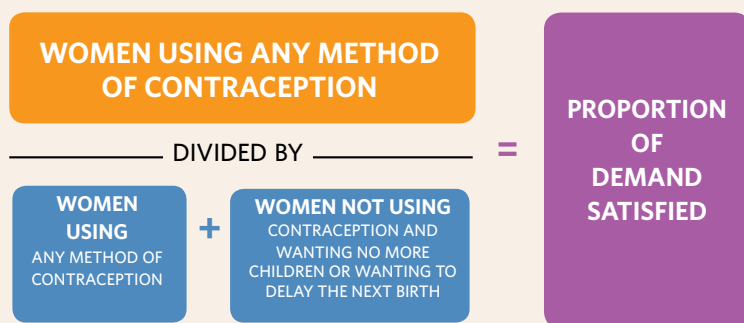 WOMEN USING ANY METHOD
OF CONTRACEPTION
DIVIDED BY
WOMEN
USING
ANY METHOD OF
CONTRACEPTION
+
WOMEN NOT USING
CONTRACEPTION AND
WANTING NO MORE
CHILDREN OR WANTING TO
DELAY THE NEXT BIRTH
=
PROPORTION
OF
DEMAND
SATISFIED